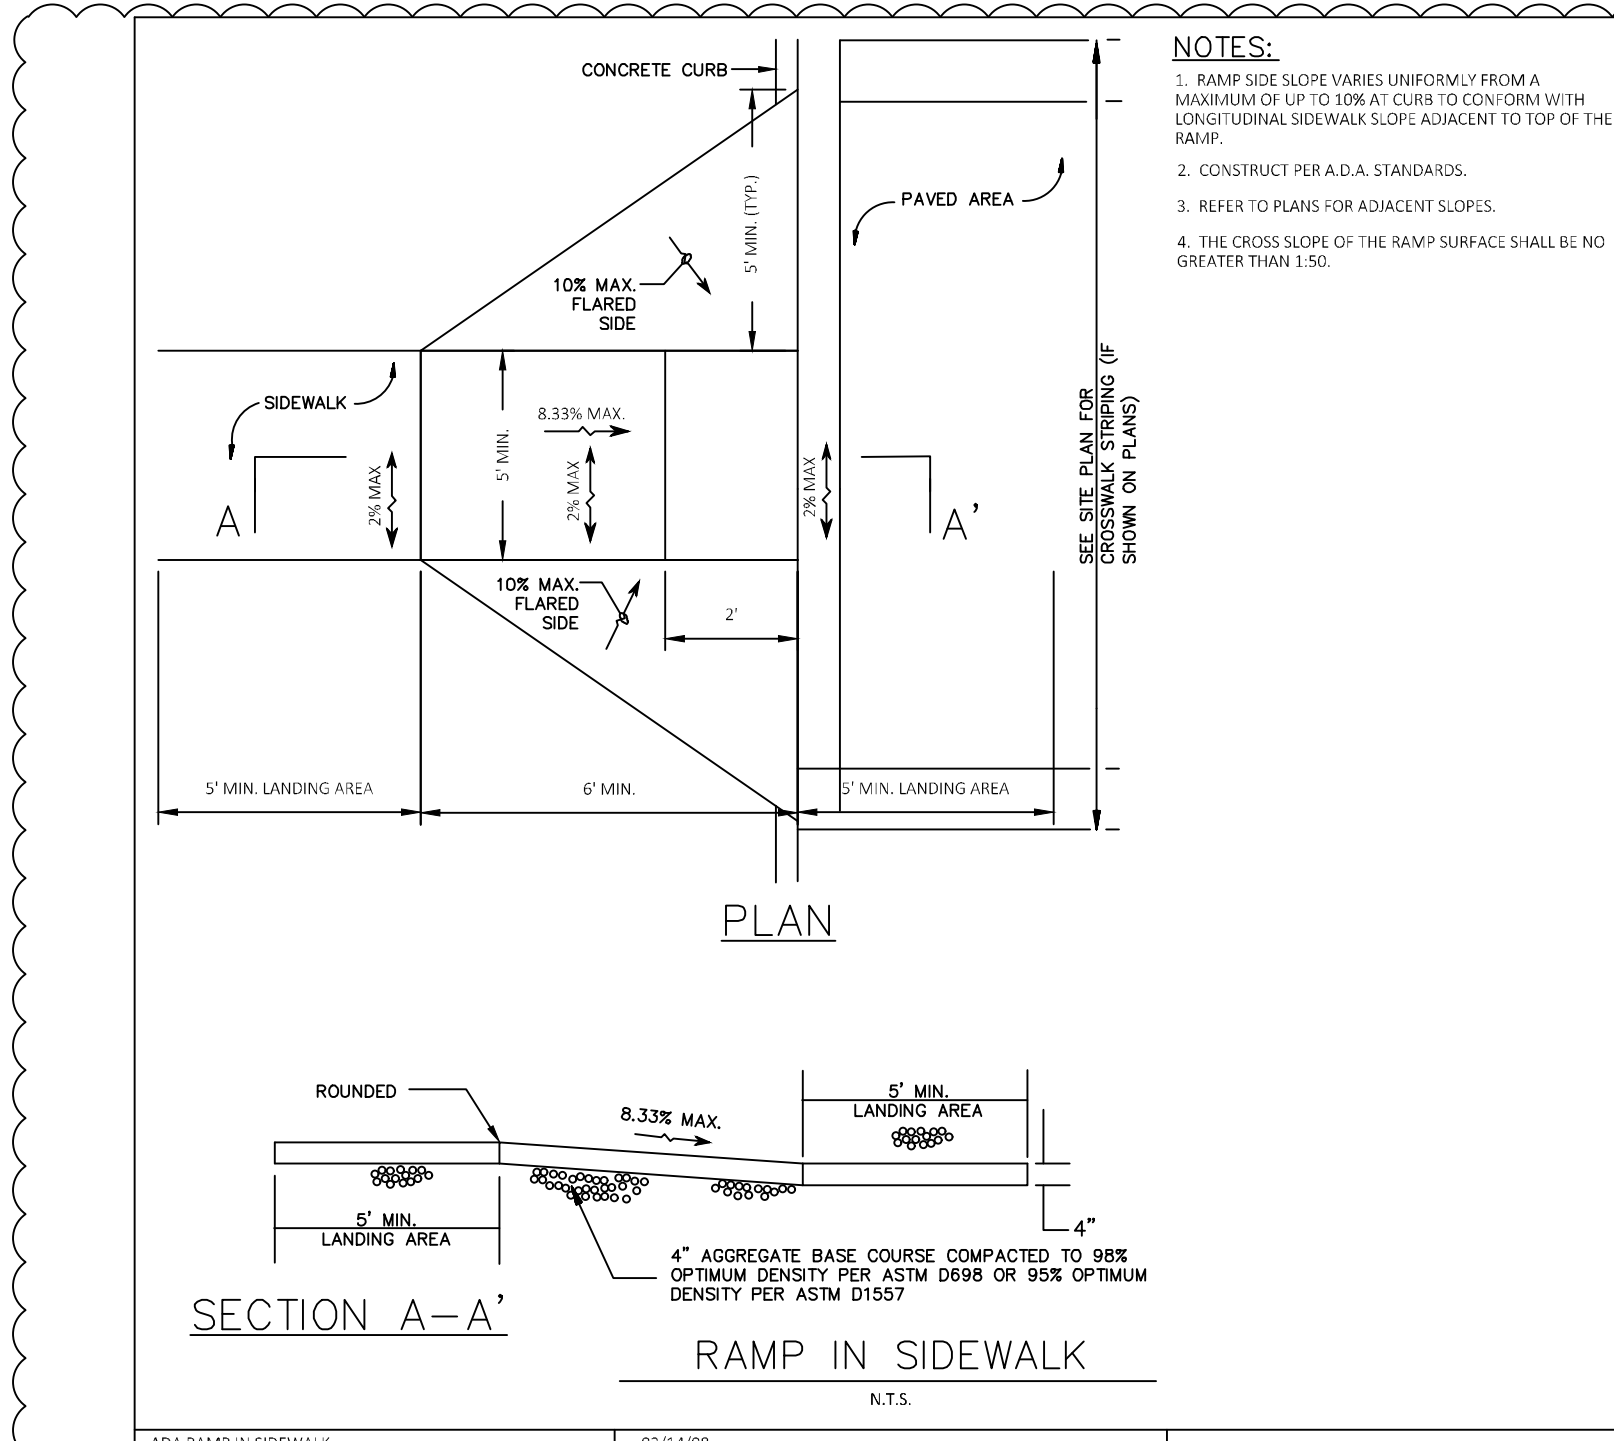 CONCRETE CURB
NOTES:
1. RAMP SIDE SLOPE VARIES UNIFORMLY FROM A
MAXIMUM OF UP TO 10% AT CURB TO CONFORM WITH
LONGITUDINAL SIDEWALK SLOPE ADJACENT TO TOP OF THE
RAMP.
2. CONSTRUCT PER A.D.A. STANDARDS.
3. REFER TO PLANS FOR ADJACENT SLOPES.
4. THE CROSS SLOPE OF THE RAMP SURFACE SHALL BE NO
GREATER THAN 1:50.
5' MIN. (TYP.)
PAVED AREA
10% MAX.
FLARED
SIDE
SIDEWALK
8.33% MAX.
5' MIN.
2% MAX
2% MAX
2% MAX
A
A'
SEE SITE PLAN FOR
CROSSWALK STRIPING (IF
SHOWN ON PLANS)
10% MAX.
FLARED
SIDE
2'
5' MIN. LANDING AREA
6' MIN.
5' MIN. LANDING AREA
PLAN
ROUNDED
8.33% MAX.
5' MIN.
LANDING AREA
5' MIN.
LANDING AREA
4"
4" AGGREGATE BASE COURSE COMPACTED TO 98%
OPTIMUM DENSITY PER ASTM D698 OR 95% OPTIMUM
DENSITY PER ASTM D1557
SECTION A-A'
RAMP IN SIDEWALK
N.T.S.
ADA RAMP IN SIDEWALK